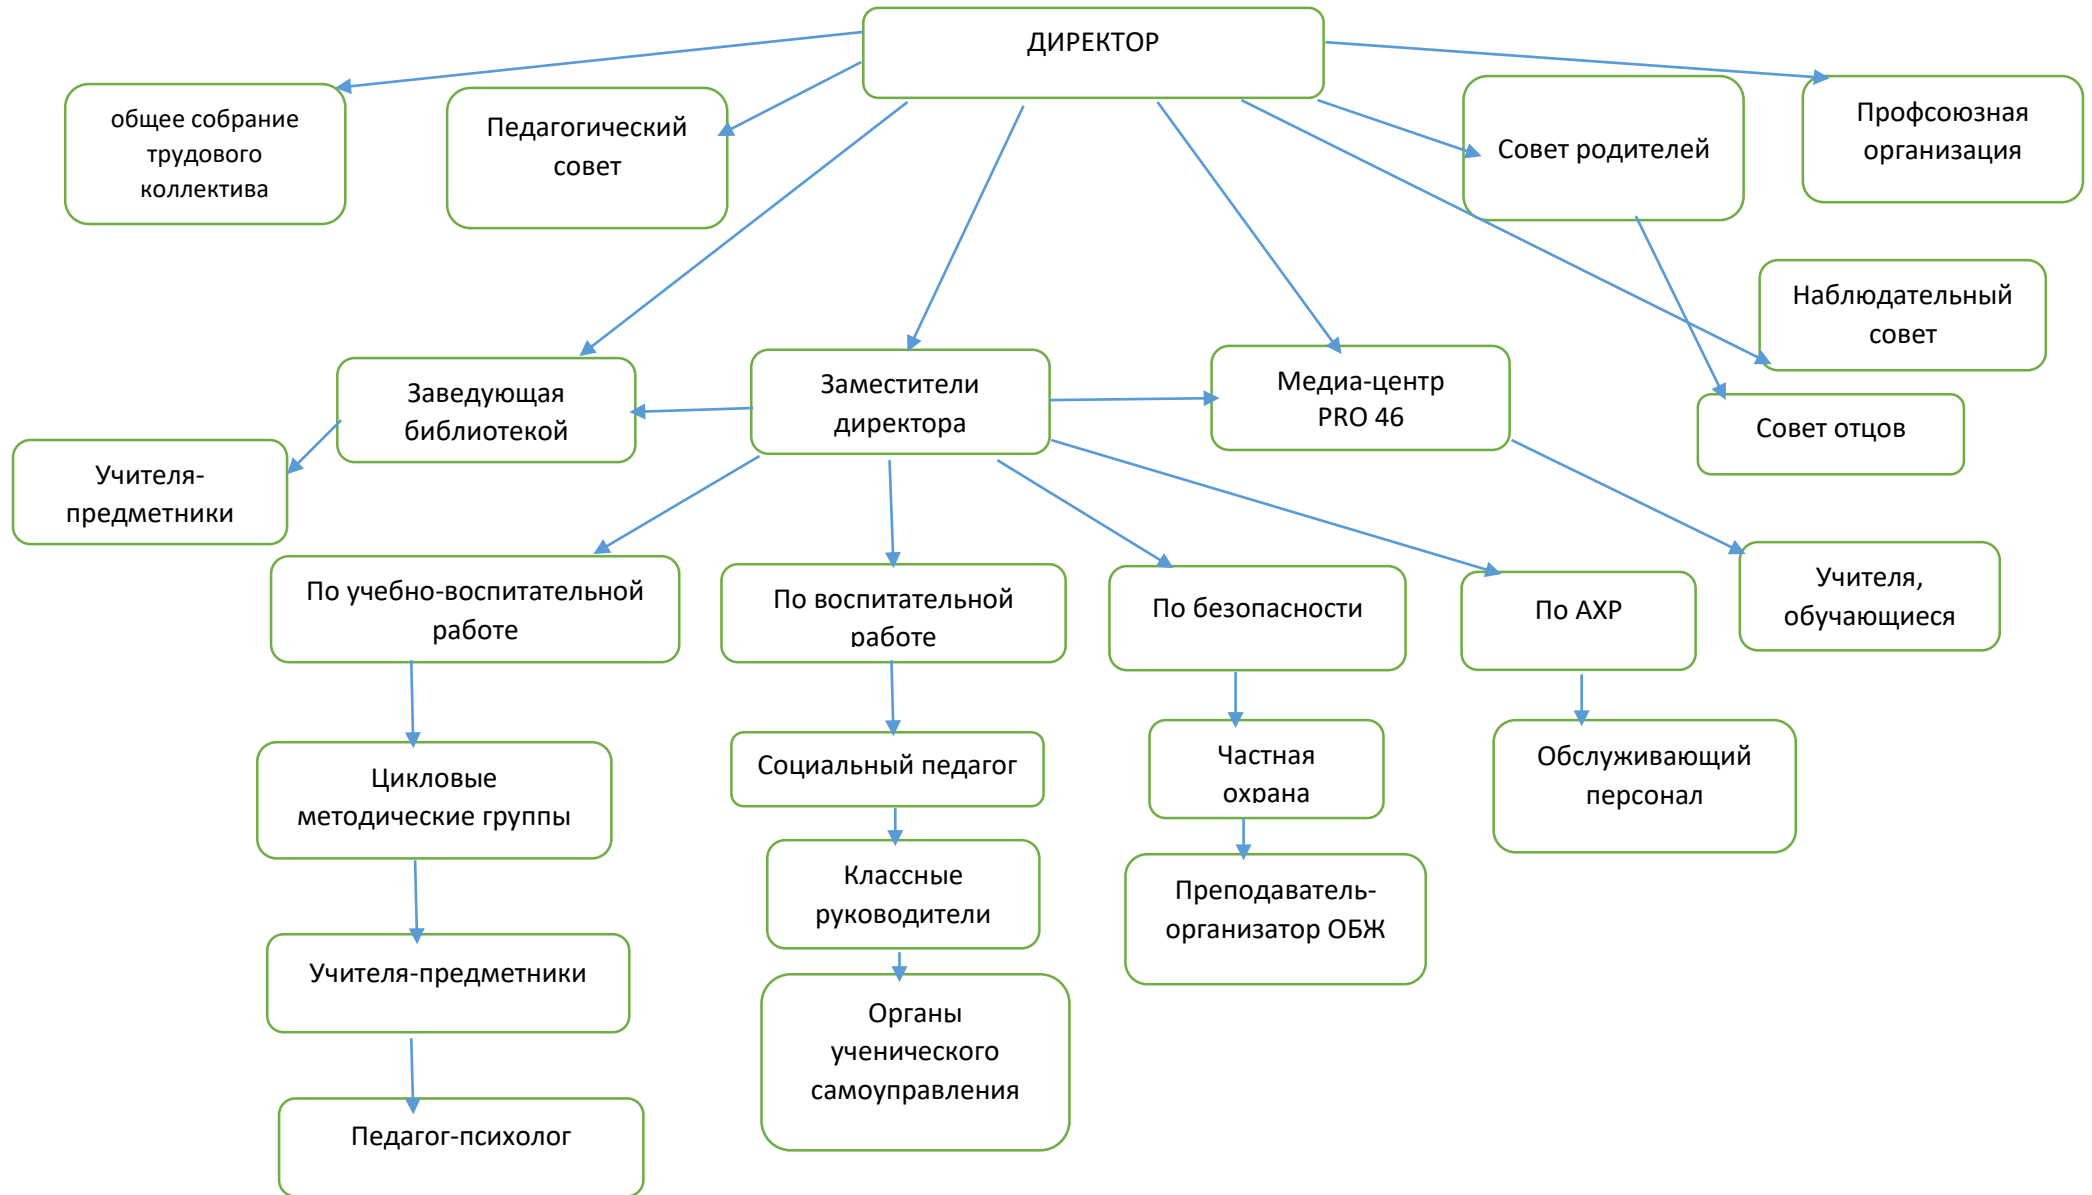 ДИРЕКТОР
общее собрание
трудового
коллектива
Педагогический
совет
Совет родителей
Профсоюзная
организация
Наблюдательный
совет
Заведующая
библиотекой
Заместители
директора
Медиа-центр
PRO 46
Совет отцов
Учителя-
предметники
По учебно-воспитательной
работе
По воспитательной
работе
По безопасности
По АХР
Учителя,
обучающиеся
Цикловые
методические группы
Социальный педагог
Частная
охрана
Обслуживающий
персонал
Классные
руководители
Преподаватель-
организатор ОБЖ
Учителя-предметники
Органы
ученического
самоуправления
Педагог-психолог